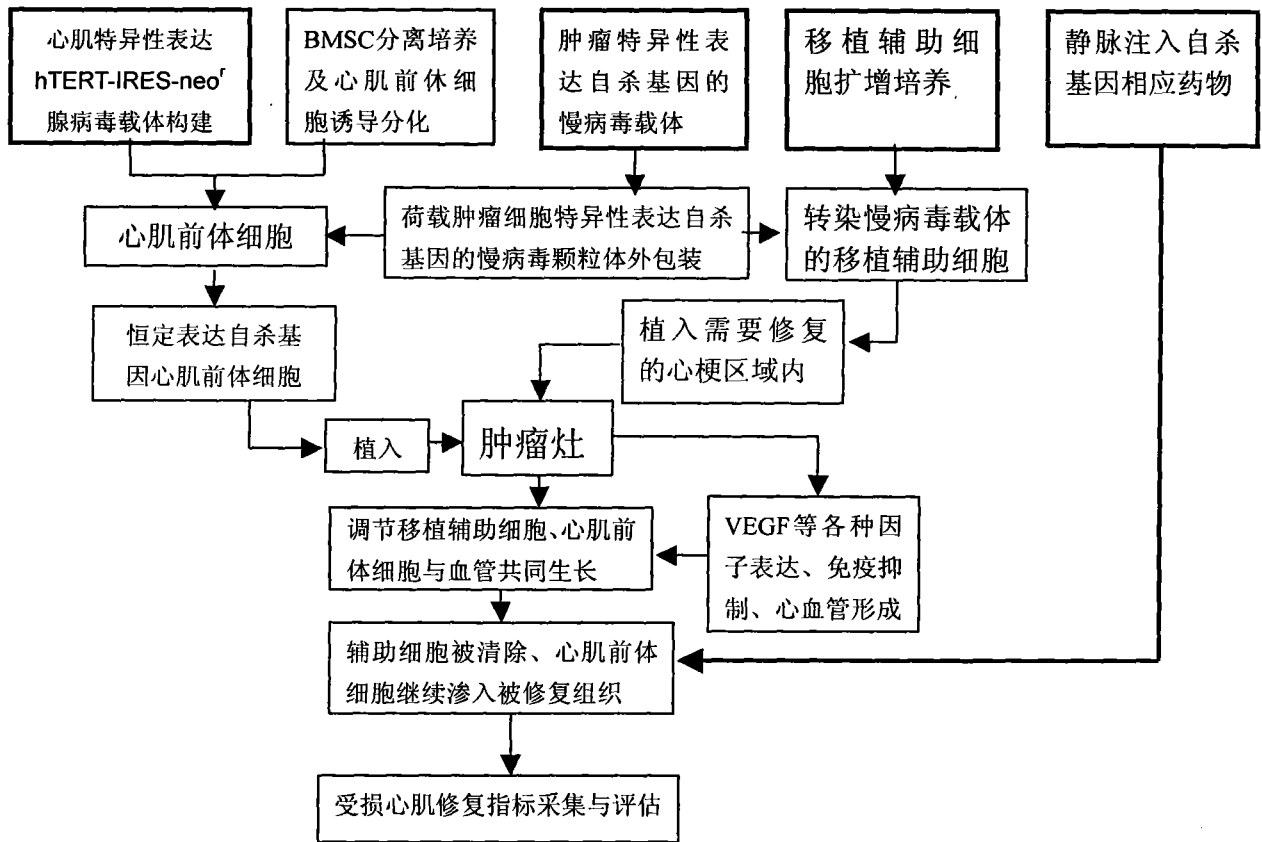 心肌特异性表达
hTERT-IRES-neoʳ
腺病毒载体构建
BMSC分离培养
及心肌前体细
胞诱导分化
肿瘤特异性表
达自杀基因的
慢病毒载体
移植辅助细
胞扩增培养
静脉注入自杀
基因相应药物
心肌前体细胞
荷载肿瘤细胞特异性表达自杀
基因的慢病毒颗粒体外包装
转染慢病毒载体
的移植辅助细胞
恒定表达自杀基
因心肌前体细胞
植入需要修复
的心梗区域内
植入
肿瘤灶
调节移植辅助细胞、心肌前
体细胞与血管共同生长
VEGF等各种因
子表达、免疫抑
制、心血管形成
辅助细胞被清除、心肌前体
细胞继续渗入被修复组织
受损心肌修复指标采集与评估